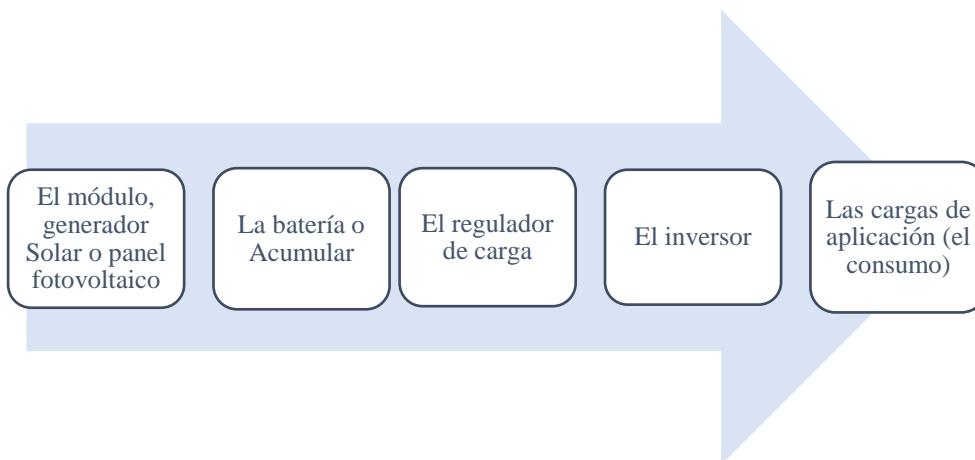 El módulo,
generador
Solar o panel
fotovoltaico
La batería o
Acumular
El regulador
de carga
El inversor
Las cargas de
aplicación (el
consumo)